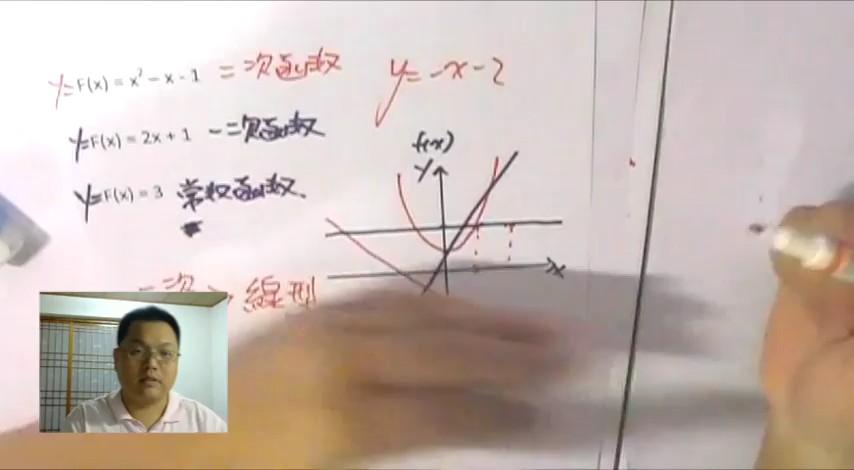 y=F(x) = x² − x - 1 = 二次函数
y = -x - 2
y=F(x) = 2x + 1 - 一次函数
f(x)
y
y=F(x) = 3 常数函数
x
一次 線型